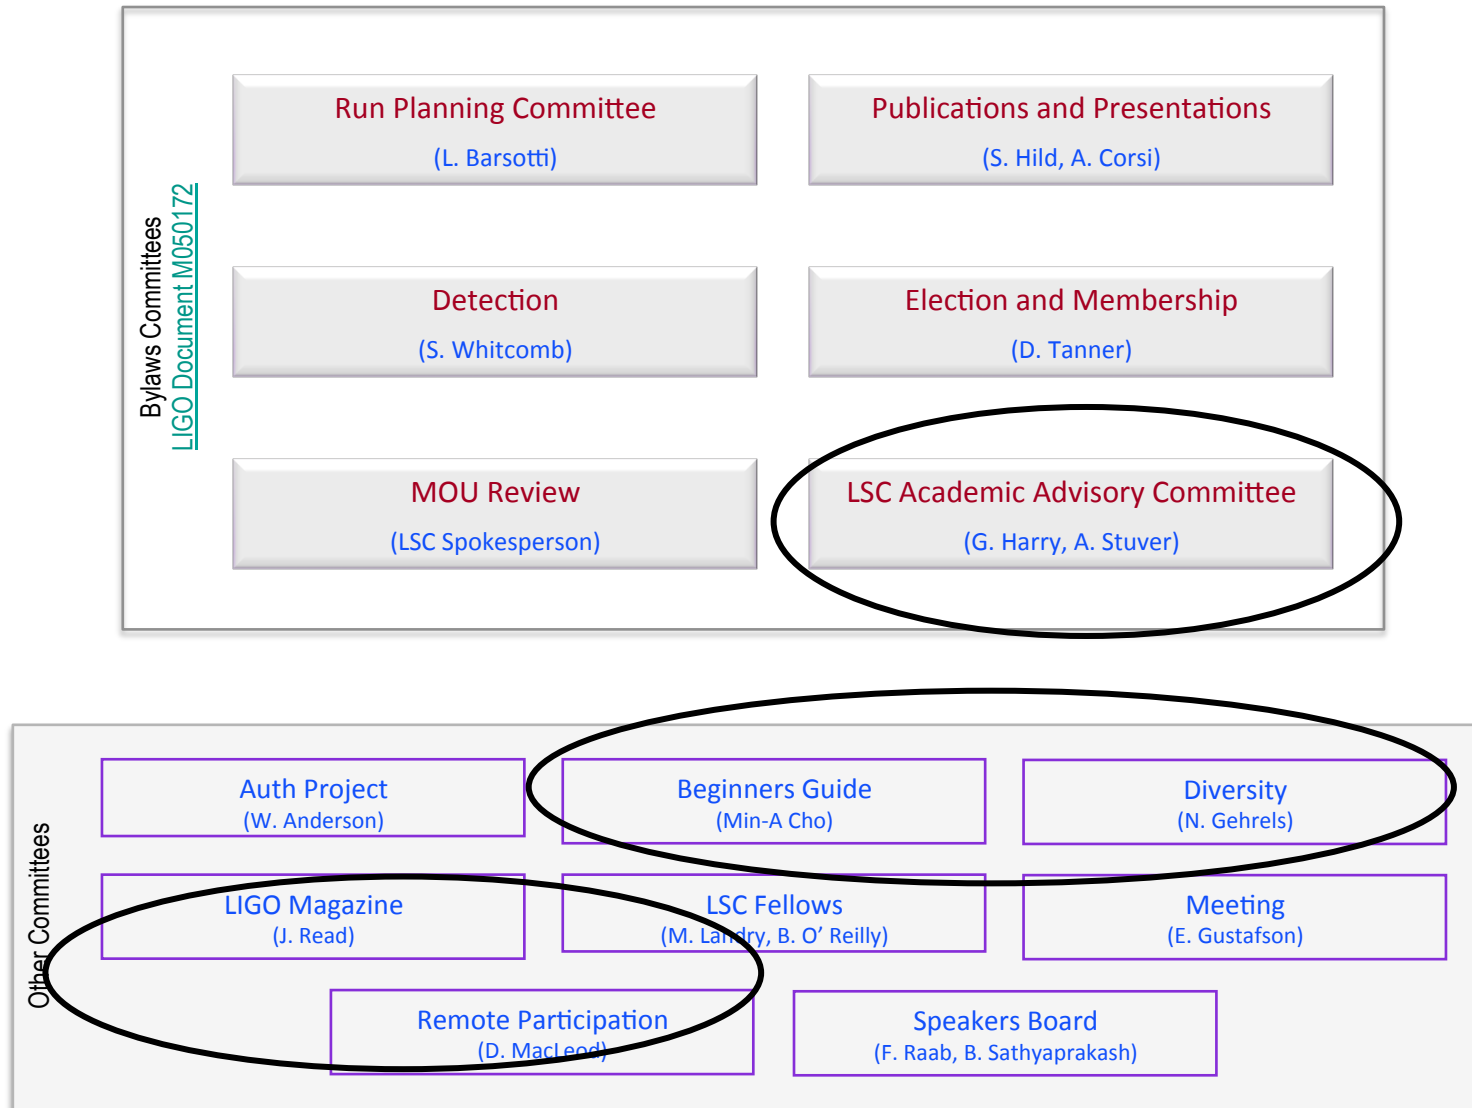 Bylaws Committees
LIGO Document M050172
Run Planning Committee
(L. Barsotti)
Publications and Presentations
(S. Hild, A. Corsi)
Detection
(S. Whitcomb)
Election and Membership
(D. Tanner)
MOU Review
(LSC Spokesperson)
LSC Academic Advisory Committee
(G. Harry, A. Stuver)
Other Committees
Auth Project
(W. Anderson)
Beginners Guide
(Min-A Cho)
Diversity
(N. Gehrels)
LIGO Magazine
(J. Read)
LSC Fellows
(M. Landry, B. O’ Reilly)
Meeting
(E. Gustafson)
Remote Participation
(D. MacLeod)
Speakers Board
(F. Raab, B. Sathyaprakash)